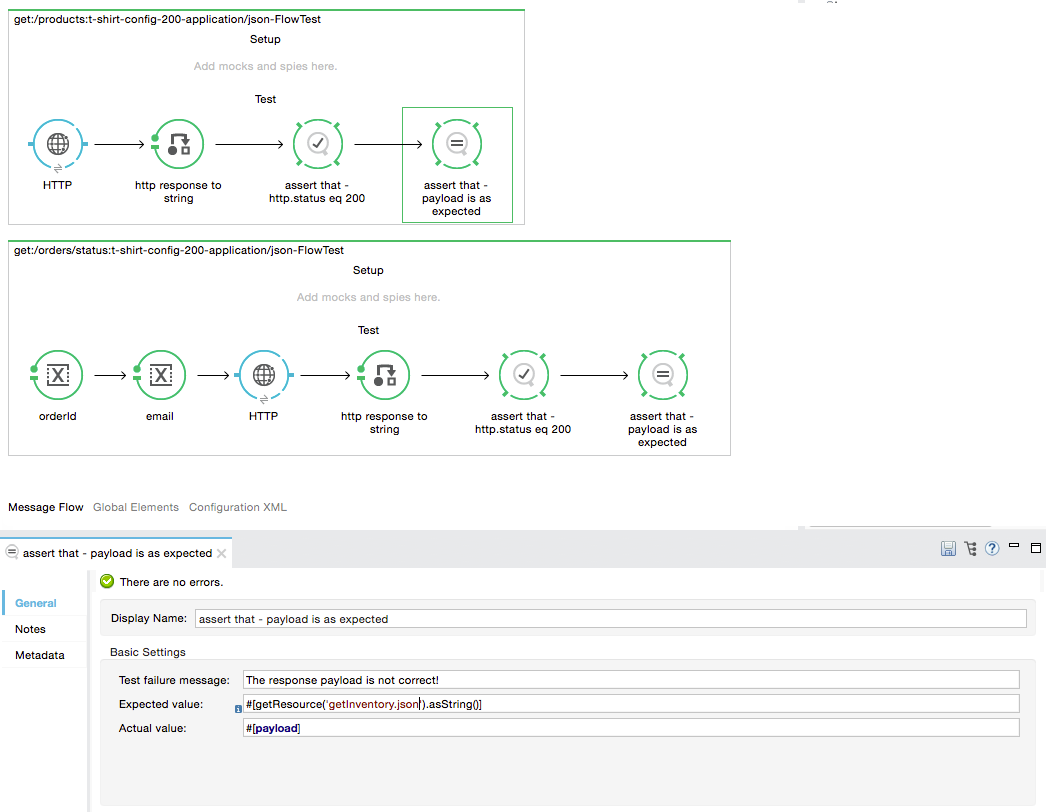 get:/products:t-shirt-config-200-application/json-FlowTest
Setup
Add mocks and spies here.
Test
HTTP
http response to
string
assert that -
http.status eq 200
assert that -
payload is as
expected
get:/orders/status:t-shirt-config-200-application/json-FlowTest
Setup
Add mocks and spies here.
Test
orderId
email
HTTP
http response to
string
assert that -
http.status eq 200
assert that -
payload is as
expected
Message Flow Global Elements Configuration XML
assert that - payload is as expected
There are no errors.
General
Notes
Metadata
Display Name: assert that - payload is as expected
Basic Settings
Test failure message: The response payload is not correct!
Expected value: #[getResource('getInventory.json').asString()]
Actual value: #[payload]